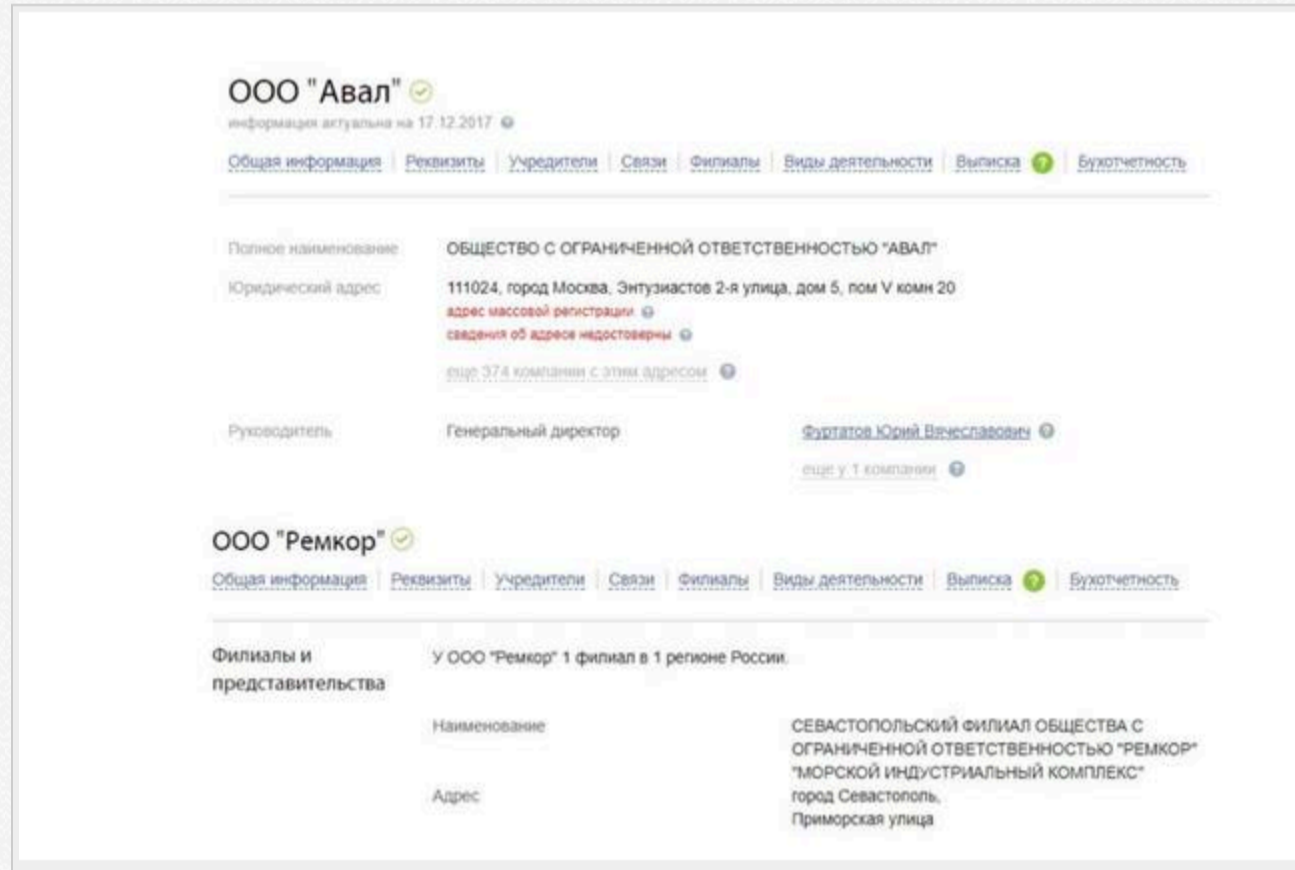 ООО "Авал"
информация актуальна на 17.12.2017
Общая информация Реквизиты Учредители Связи Филиалы Виды деятельности Выписка ? Бухотчетность
Полное наименование ОБЩЕСТВО С ОГРАНИЧЕННОЙ ОТВЕТСТВЕННОСТЬЮ "АВАЛ"
Юридический адрес 111024, город Москва, Энтузиастов 2-я улица, дом 5, пом V комн 20
адрес массовой регистрации ?
сведения об адресе недостоверны ?
еще 374 компании с этим адресом ?
Руководитель Генеральный директор Фуртатов Юрий Вячеславович ?
еще у 1 компании ?
ООО "Ремкор"
Общая информация Реквизиты Учредители Связи Филиалы Виды деятельности Выписка ? Бухотчетность
Филиалы и У ООО "Ремкор" 1 филиал в 1 регионе России.
представительства
Наименование СЕВАСТОПОЛЬСКИЙ ФИЛИАЛ ОБЩЕСТВА С
ОГРАНИЧЕННОЙ ОТВЕТСТВЕННОСТЬЮ "РЕМКОР"
"МОРСКОЙ ИНДУСТРИАЛЬНЫЙ КОМПЛЕКС"
Адрес город Севастополь,
Приморская улица